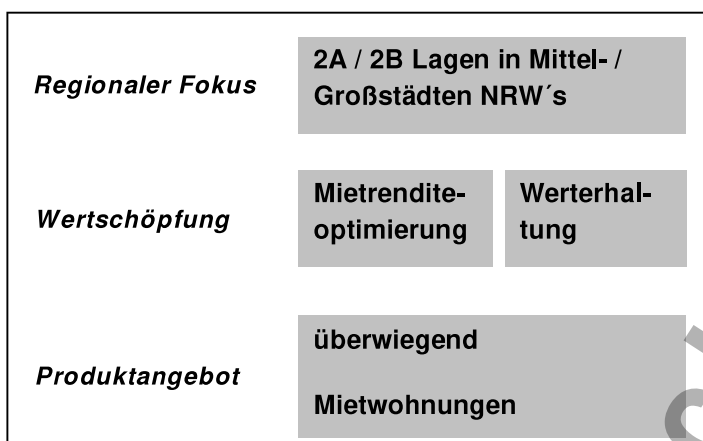 Regionaler Fokus
2A / 2B Lagen in Mittel- /
Großstädten NRW´s
Wertschöpfung
Mietrendite-
optimierung
Werterhal-
tung
Produktangebot
überwiegend
Mietwohnungen